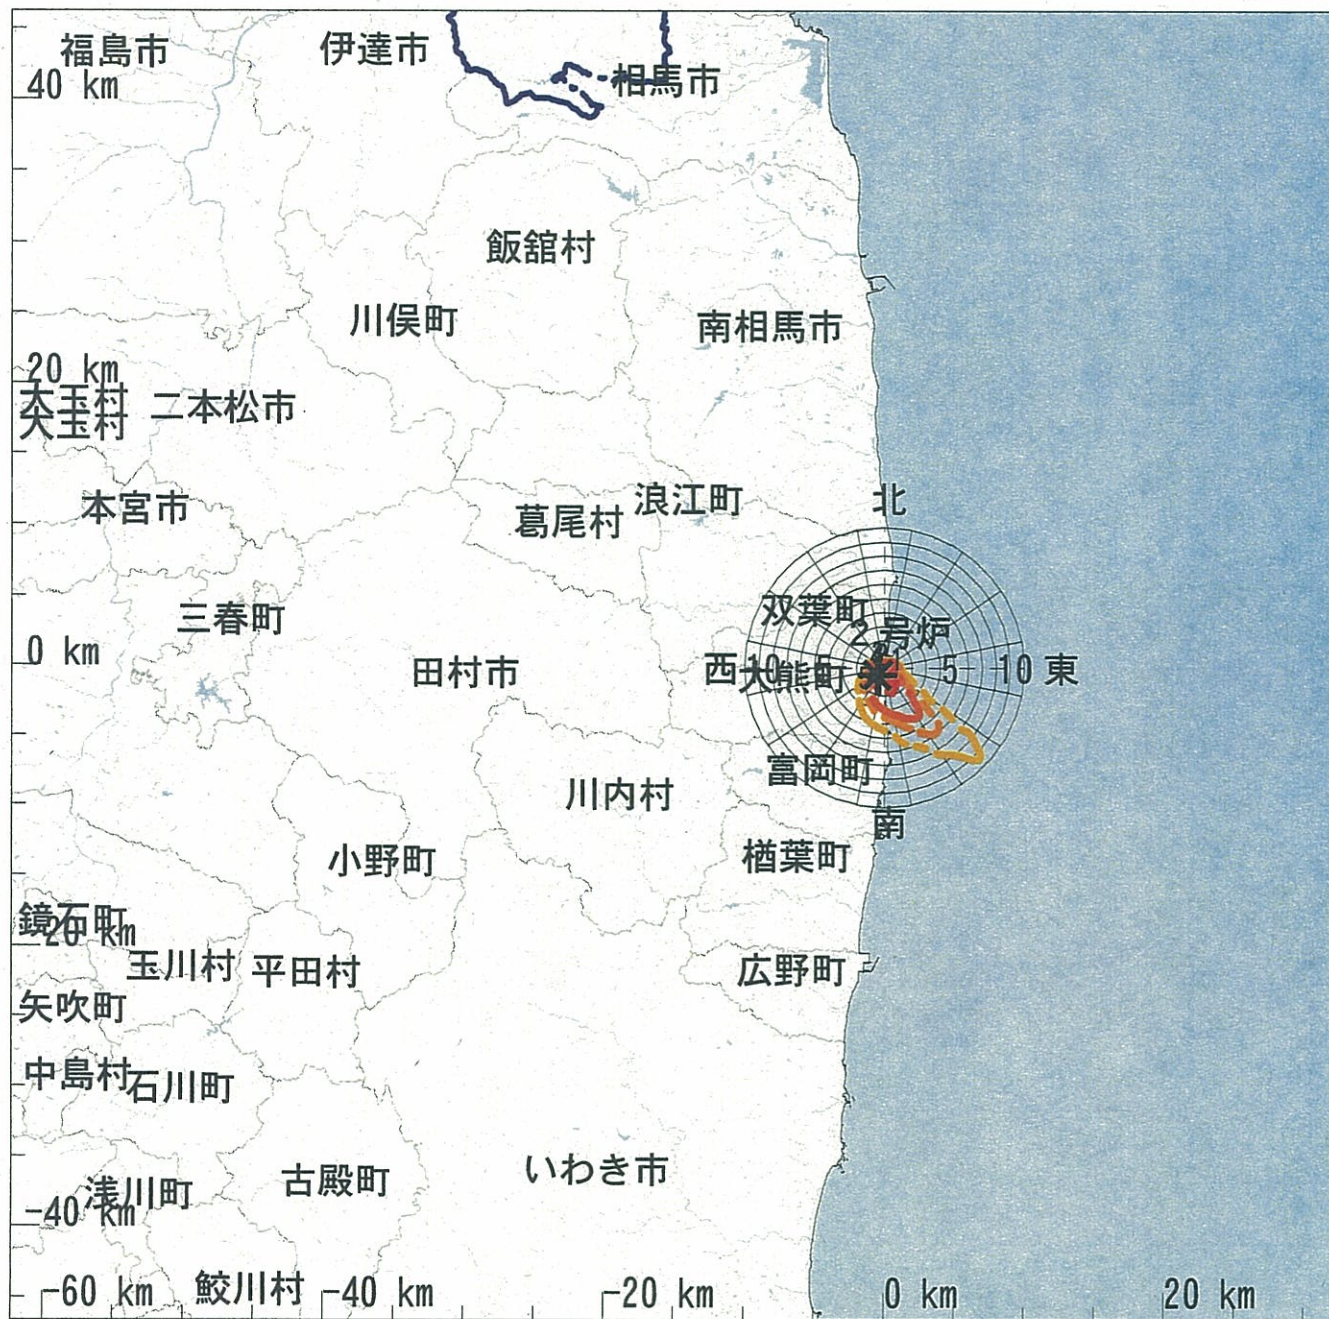 福島市
伊達市
40 km
相馬市
飯舘村
川俣町
南相馬市
20 km
大玉村
大玉村
二本松市
本宮市
葛尾村
浪江町
北
三春町
双葉町
2号炉
0 km
田村市
西
10
5
大熊町
5
10
東
川内村
富岡町
南
小野町
楢葉町
鏡石町
-20 km
玉川村
平田村
広野町
矢吹町
中島村
石川町
いわき市
浅川町
古殿町
-40 km
鮫川村
-60 km
-40 km
-20 km
0 km
20 km